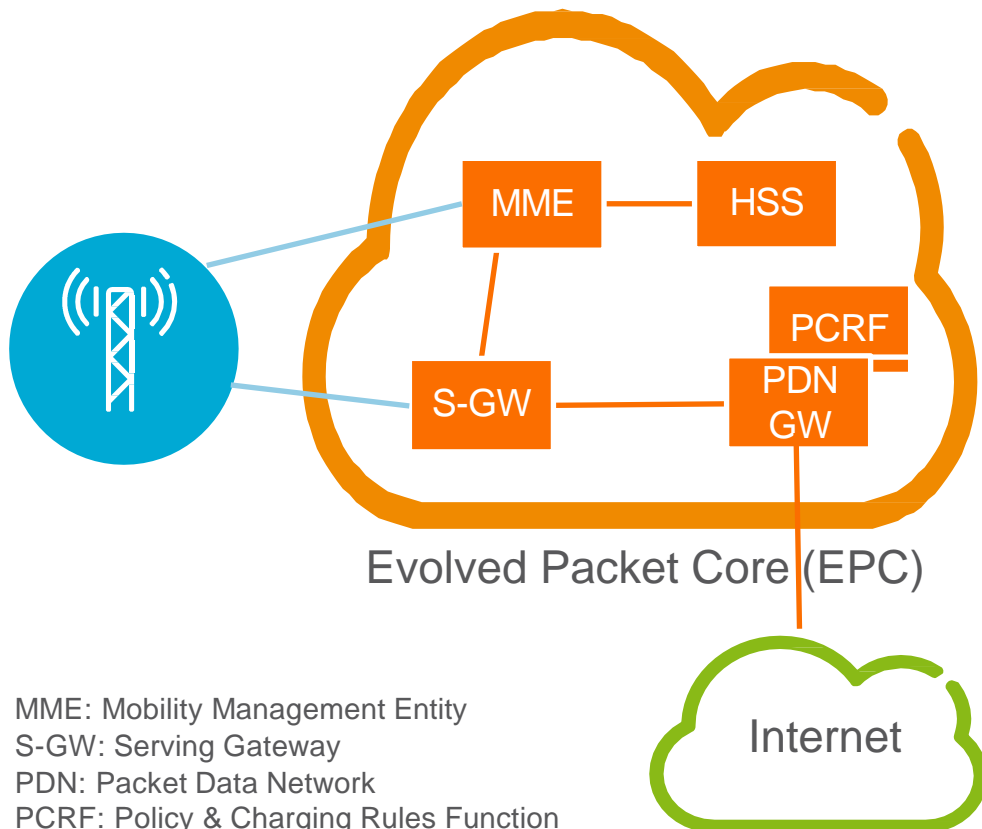 MME
HSS
PCRF
PDN
GW
S-GW
Evolved Packet Core (EPC)
Internet
MME: Mobility Management Entity
S-GW: Serving Gateway
PDN: Packet Data Network
PCRF: Policy & Charging Rules Function